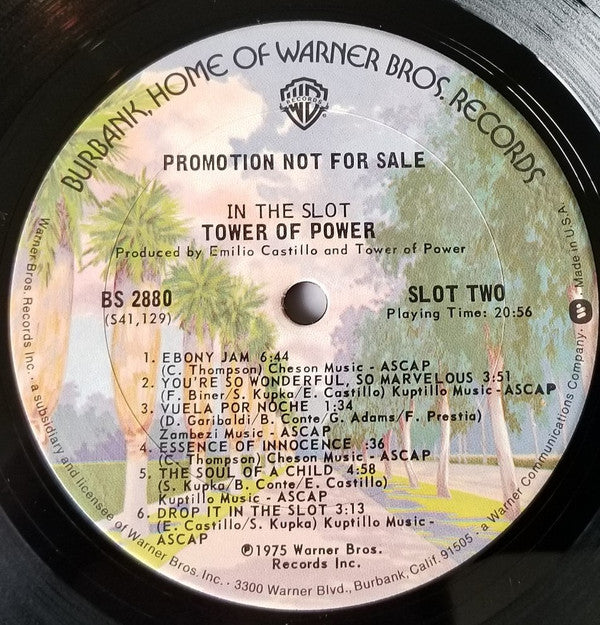 BURBANK, HOME OF WARNER BROS. RECORDS
RECORDS
PROMOTION NOT FOR SALE
IN THE SLOT
TOWER OF POWER
Produced by Emilio Castillo and Tower of Power
BS 2880
(S41,129)
SLOT TWO
Playing Time: 20:56
1. EBONY JAM 6:44
(C. Thompson) Cheson Music - ASCAP
2. YOU'RE SO WONDERFUL, SO MARVELOUS 3:51
(F. Biner/S. Kupka/E. Castillo) Kuptillo Music - ASCAP
3. VUELA POR NOCHE 1:34
(D. Garibaldi/B. Conte/G. Adams/F. Prestia)
Zambezi Music - ASCAP
4. ESSENCE OF INNOCENCE :36
(C. Thompson) Cheson Music - ASCAP
5. THE SOUL OF A CHILD 4:58
(S. Kupka/B. Conte/E. Castillo)
Kuptillo Music - ASCAP
6. DROP IT IN THE SLOT 3:13
(E. Castillo/S. Kupka) Kuptillo Music -
ASCAP
℗1975 Warner Bros.
Records Inc.
Warner Bros. Records Inc. · a subsidiary and licensee of Warner Bros. Inc. · 3300 Warner Blvd., Burbank, Calif. 91505 · a Warner Communications Company · Made in U.S.A.